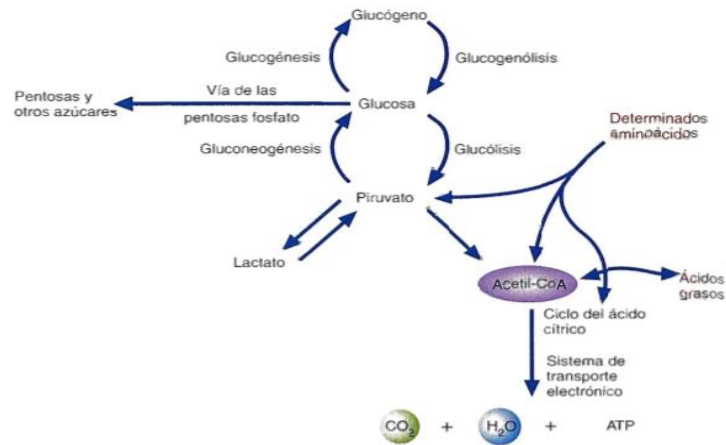 Glucógeno
Glucogénesis
Glucogenólisis
Vía de las
pentosas fosfato
Pentosas y
otros azúcares
Glucosa
Determinados
aminoácidos
Gluconeogénesis
Glucólisis
Piruvato
Lactato
Acetil-CoA
Ácidos
grasos
Ciclo del ácido
cítrico
Sistema de
transporte
electrónico
CO₂ + H₂O + ATP